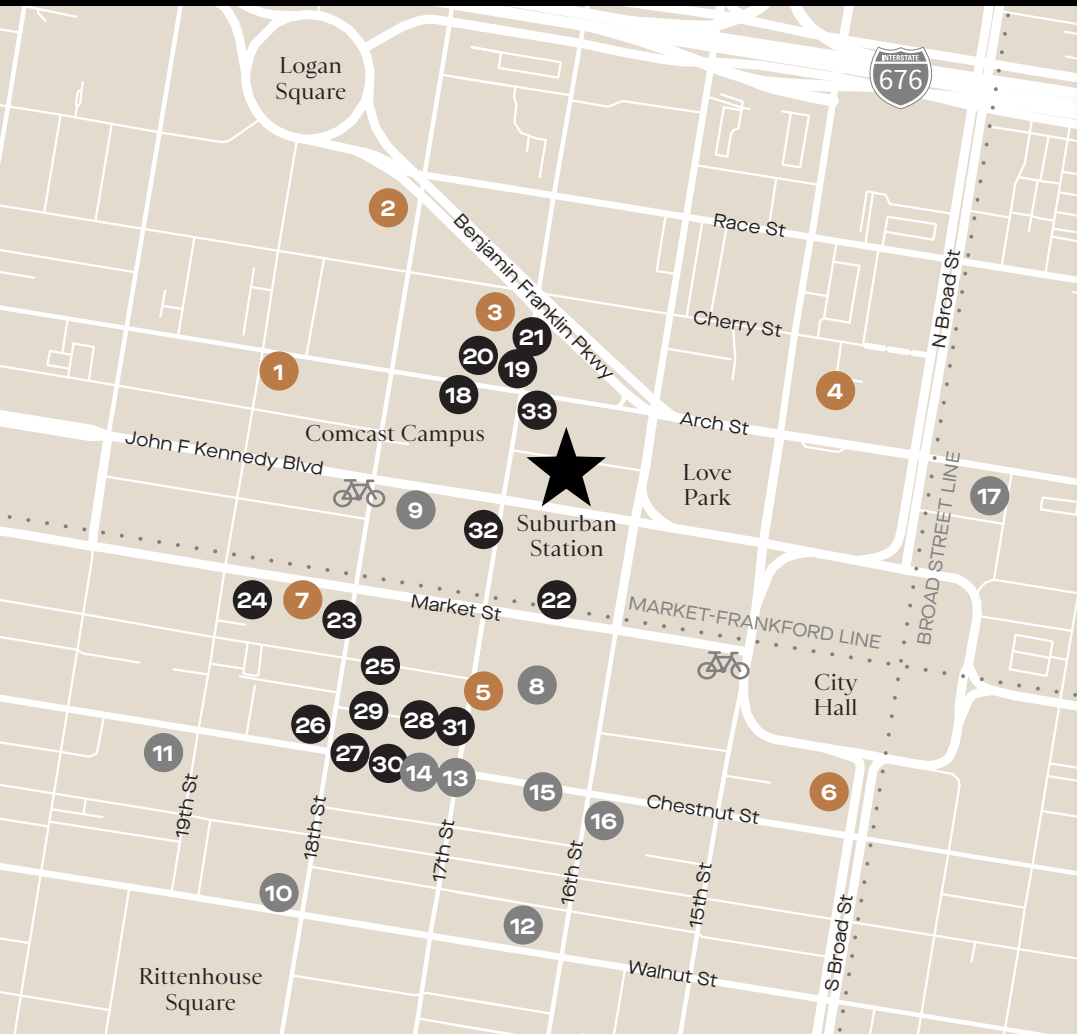 Logan
Square
INTERSTATE
676
2
Race St
Benjamin Franklin Pkwy
N Broad St
3
Cherry St
21
20
19
1
18
4
33
Arch St
Comcast Campus
John F Kennedy Blvd
Love
Park
9
17
32
Suburban
Station
BROAD STREET LINE
24
7
23
Market St
22
MARKET-FRANKFORD LINE
25
5
8
City
Hall
29
28
31
26
11
27
30
14
13
15
6
19th St
18th St
17th St
Chestnut St
16
16th St
15th St
10
12
S Broad St
Walnut St
Rittenhouse
Square